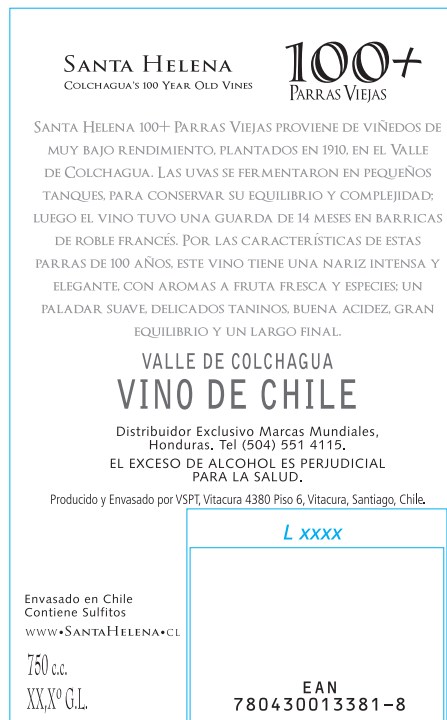 SANTA HELENA
COLCHAGUA'S 100 YEAR OLD VINES
100+
PARRAS VIEJAS
SANTA HELENA 100+ PARRAS VIEJAS PROVIENE DE VIÑEDOS DE
MUY BAJO RENDIMIENTO, PLANTADOS EN 1910, EN EL VALLE
DE COLCHAGUA. LAS UVAS SE FERMENTARON EN PEQUEÑOS
TANQUES, PARA CONSERVAR SU EQUILIBRIO Y COMPLEJIDAD;
LUEGO EL VINO TUVO UNA GUARDA DE 14 MESES EN BARRICAS
DE ROBLE FRANCÉS. POR LAS CARACTERÍSTICAS DE ESTAS
PARRAS DE 100 AÑOS, ESTE VINO TIENE UNA NARIZ INTENSA Y
ELEGANTE, CON AROMAS A FRUTA FRESCA Y ESPECIES; UN
PALADAR SUAVE, DELICADOS TANINOS, BUENA ACIDEZ, GRAN
EQUILIBRIO Y UN LARGO FINAL.
VALLE DE COLCHAGUA
VINO DE CHILE
Distribuidor Exclusivo Marcas Mundiales,
Honduras. Tel (504) 551 4115.
EL EXCESO DE ALCOHOL ES PERJUDICIAL
PARA LA SALUD.
Producido y Envasado por VSPT, Vitacura 4380 Piso 6, Vitacura, Santiago, Chile.
L xxxx
Envasado en Chile
Contiene Sulfitos
WWW•SANTAHELENA•CL
750 c.c.
XX,Xº G.L.
EAN
780430013381-8